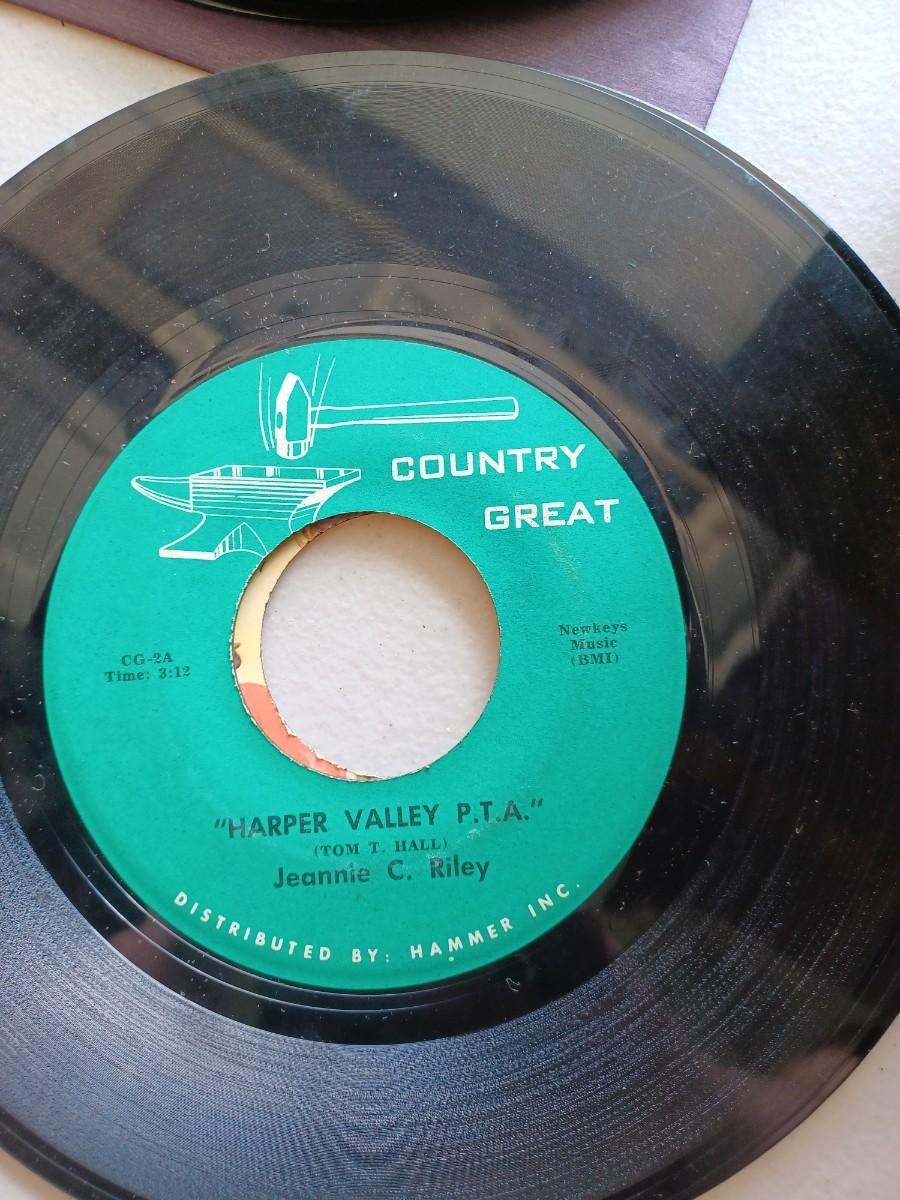 COUNTRY
GREAT
CG-2A
Time: 3:12
Newkeys
Music
(BMI)
"HARPER VALLEY P.T.A."
(TOM T. HALL)
Jeannie C. Riley
DISTRIBUTED BY: HAMMER INC.